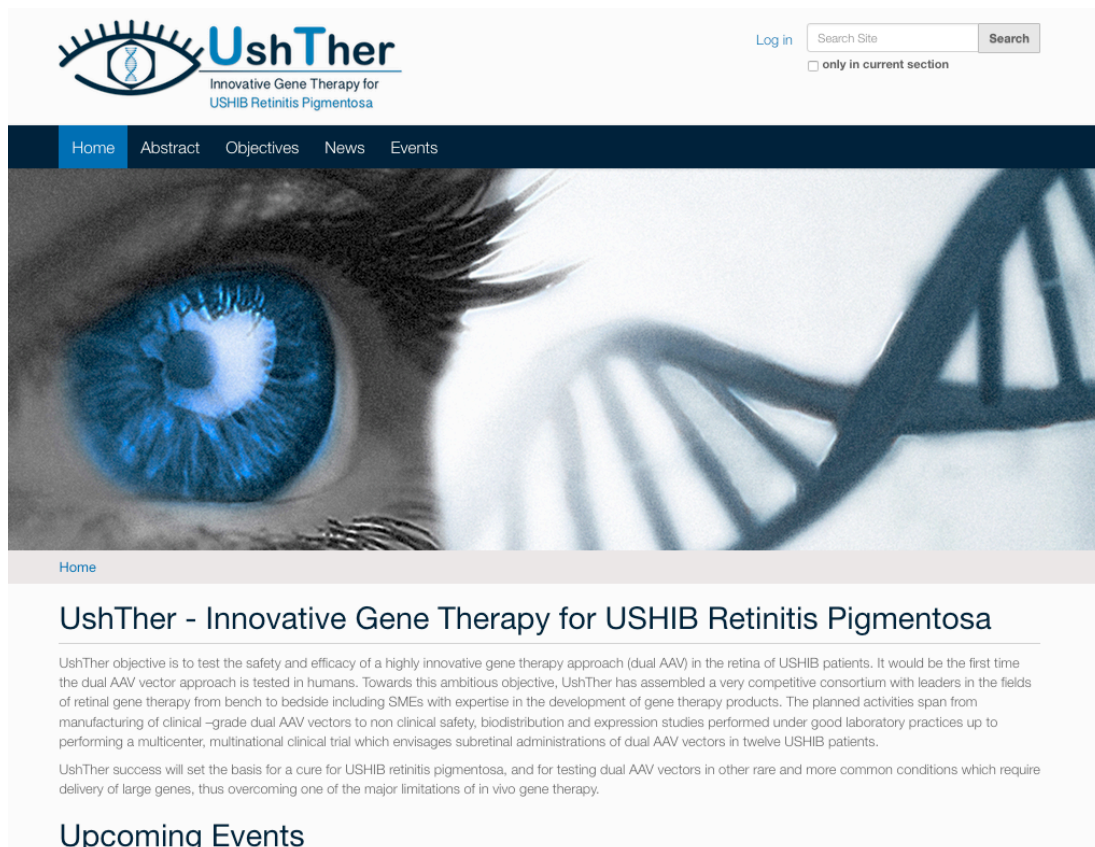 UshTher
Innovative Gene Therapy for
USHIB Retinitis Pigmentosa
Log in
Search Site
Search
only in current section
Home
Abstract
Objectives
News
Events
Home
UshTher - Innovative Gene Therapy for USHIB Retinitis Pigmentosa
UshTher objective is to test the safety and efficacy of a highly innovative gene therapy approach (dual AAV) in the retina of USHIB patients. It would be the first time
the dual AAV vector approach is tested in humans. Towards this ambitious objective, UshTher has assembled a very competitive consortium with leaders in the fields
of retinal gene therapy from bench to bedside including SMEs with expertise in the development of gene therapy products. The planned activities span from
manufacturing of clinical –grade dual AAV vectors to non clinical safety, biodistribution and expression studies performed under good laboratory practices up to
performing a multicenter, multinational clinical trial which envisages subretinal administrations of dual AAV vectors in twelve USHIB patients.
UshTher success will set the basis for a cure for USHIB retinitis pigmentosa, and for testing dual AAV vectors in other rare and more common conditions which require
delivery of large genes, thus overcoming one of the major limitations of in vivo gene therapy.
Upcoming Events